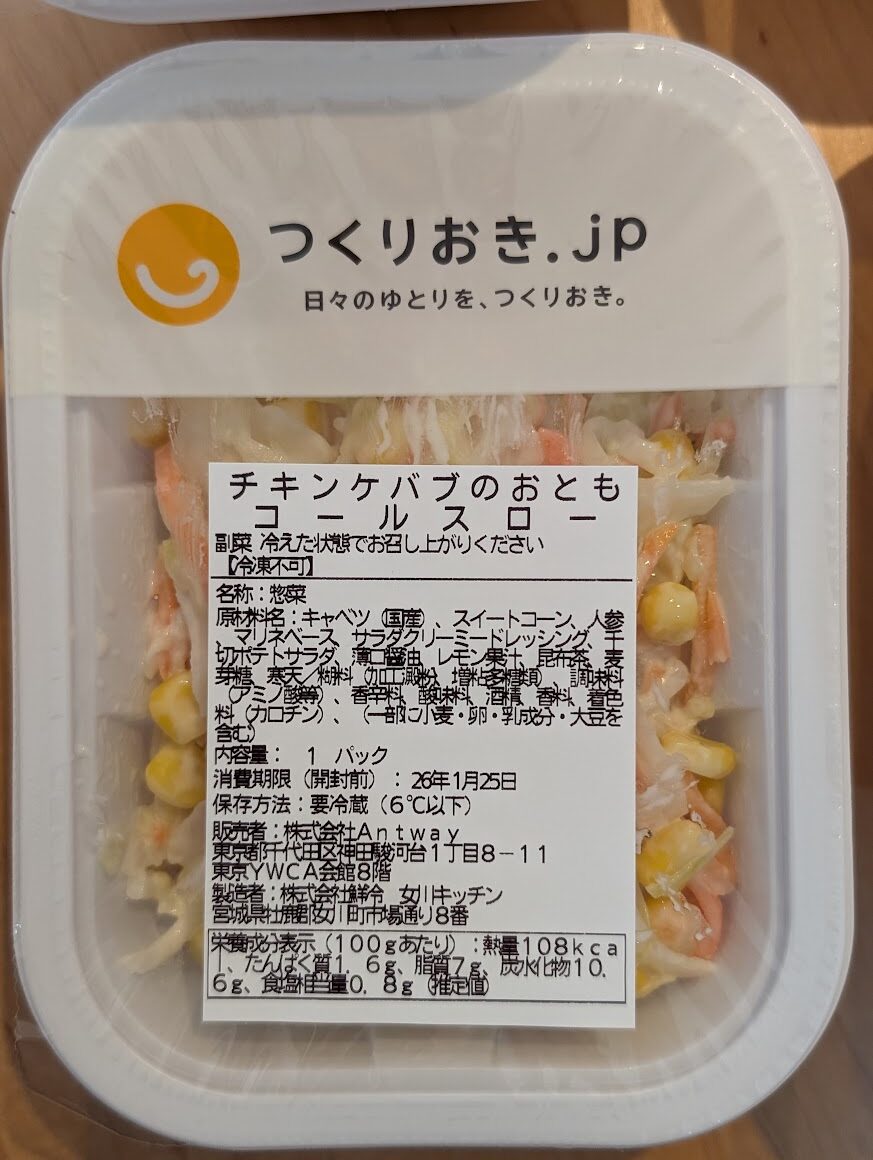 つくりおき.jp
日々のゆとりを、つくりおき。
チキンケバブのおとも
コールスロー
副菜 冷えた状態でお召し上がりください
【冷凍不可】
名称：惣菜
原材料名：キャベツ（国産）、スイートコーン、人参
、マリネベース、サラダクリーミードレッシング、千
切りポテトサラダ、薄口醤油、レモン果汁、昆布茶、麦
芽糖、寒天／糊料（加工澱粉、増粘多糖類）、調味料
（アミノ酸等）、香辛料、酸味料、酒精、香料、着色
料（カロチン）、（一部に小麦・卵・乳成分・大豆を
含む）
内容量： 1 パック
消費期限（開封前）：26年1月25日
保存方法：要冷蔵（6℃以下）
販売者：株式会社Antway
東京都千代田区神田駿河台1丁目8－11
東京YWCA会館8階
製造者：株式会社鮮冷 女川キッチン
宮城県牡鹿郡女川町市場通り8番
栄養成分表示（100gあたり）：熱量108kca
l、たんぱく質1.6g、脂質7g、炭水化物10.
6g、食塩相当量0.8g（推定値）